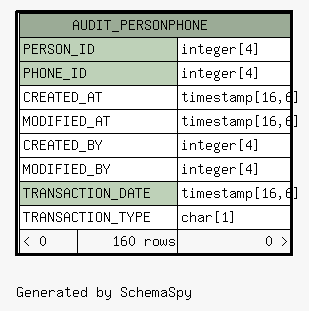 AUDIT_PERSONPHONE
PERSON_ID integer[4]
PHONE_ID integer[4]
CREATED_AT timestamp[16,6]
MODIFIED_AT timestamp[16,6]
CREATED_BY integer[4]
MODIFIED_BY integer[4]
TRANSACTION_DATE timestamp[16,6]
TRANSACTION_TYPE char[1]
< 0 160 rows 0 >
Generated by SchemaSpy